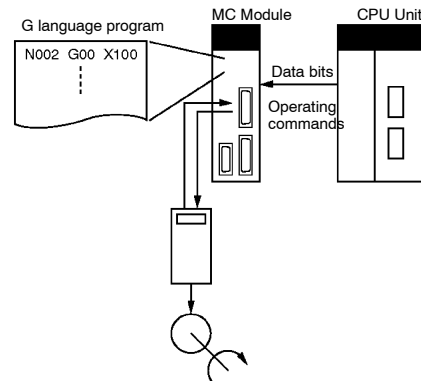 G language program
N002 G00 X100
MC Module
CPU Unit
Data bits
Operating
commands